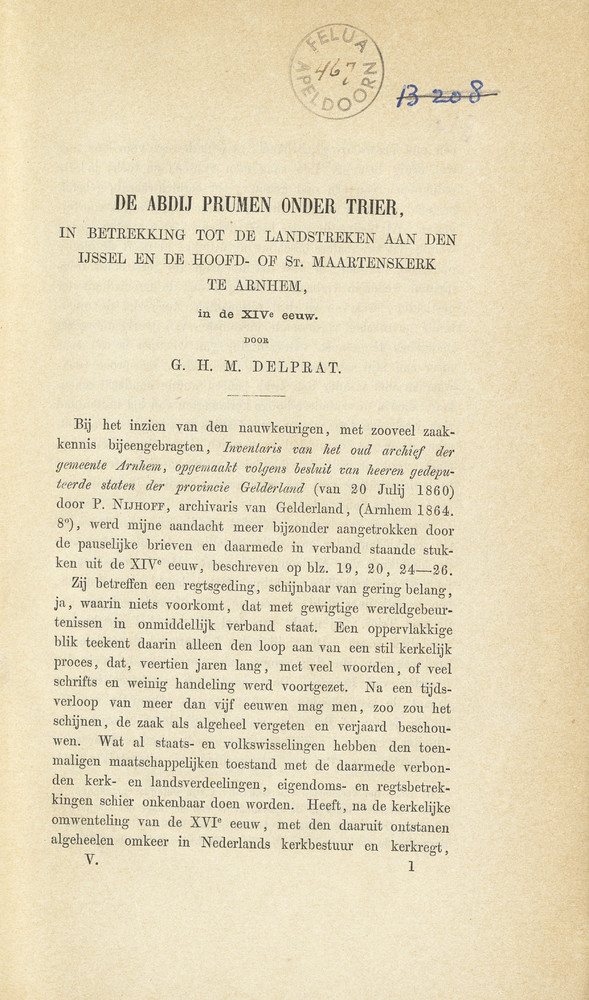 FELUA
467
1
APELDOORN
B 208
DE ABDIJ PRUMEN ONDER TRIER,
IN BETREKKING TOT DE LANDSTREKEN AAN DEN
IJSSEL EN DE HOOFD- OF ST. MAARTENSKERK
TE ARNHEM,
in de XIVe eeuw.
DOOR
G. H. M. DELPRAT.
Bij het inzien van den nauwkeurigen, met zooveel zaak-
kennis bijeengebragten, Inventaris van het oud archief der
gemeente Arnhem, opgemaakt volgens besluit van heeren gedepu-
teerde staten der provincie Gelderland (van 20 Julij 1860)
door P. NIJHOFF, archivaris van Gelderland, (Arnhem 1864.
8°), werd mijne aandacht meer bijzonder aangetrokken door
de pauselijke brieven en daarmede in verband staande stuk-
ken uit de XIVe eeuw, beschreven op blz. 19, 20, 24—26.
Zij betreffen een regtsgeding, schijnbaar van gering belang,
ja, waarin niets voorkomt, dat met gewigtige wereldgebeur-
tenissen in onmiddellijk verband staat. Een oppervlakkige
blik teekent daarin alleen den loop aan van een stil kerkelijk
proces, dat, veertien jaren lang, met veel woorden, of veel
schrifts en weinig handeling werd voortgezet. Na een tijds-
verloop van meer dan vijf eeuwen mag men, zoo zou het
schijnen, de zaak als algeheel vergeten en verjaard beschou-
wen. Wat al staats- en volkswisselingen hebben den toen-
maligen maatschappelijken toestand met de daarmede verbon-
den kerk- en landsverdeelingen, eigendoms- en regtsbetrek-
kingen schier onkenbaar doen worden. Heeft, na de kerkelijke
omwenteling van de XVIe eeuw, met den daaruit ontstanen
algeheelen omkeer in Nederlands kerkbestuur en kerkregt,
V.
1